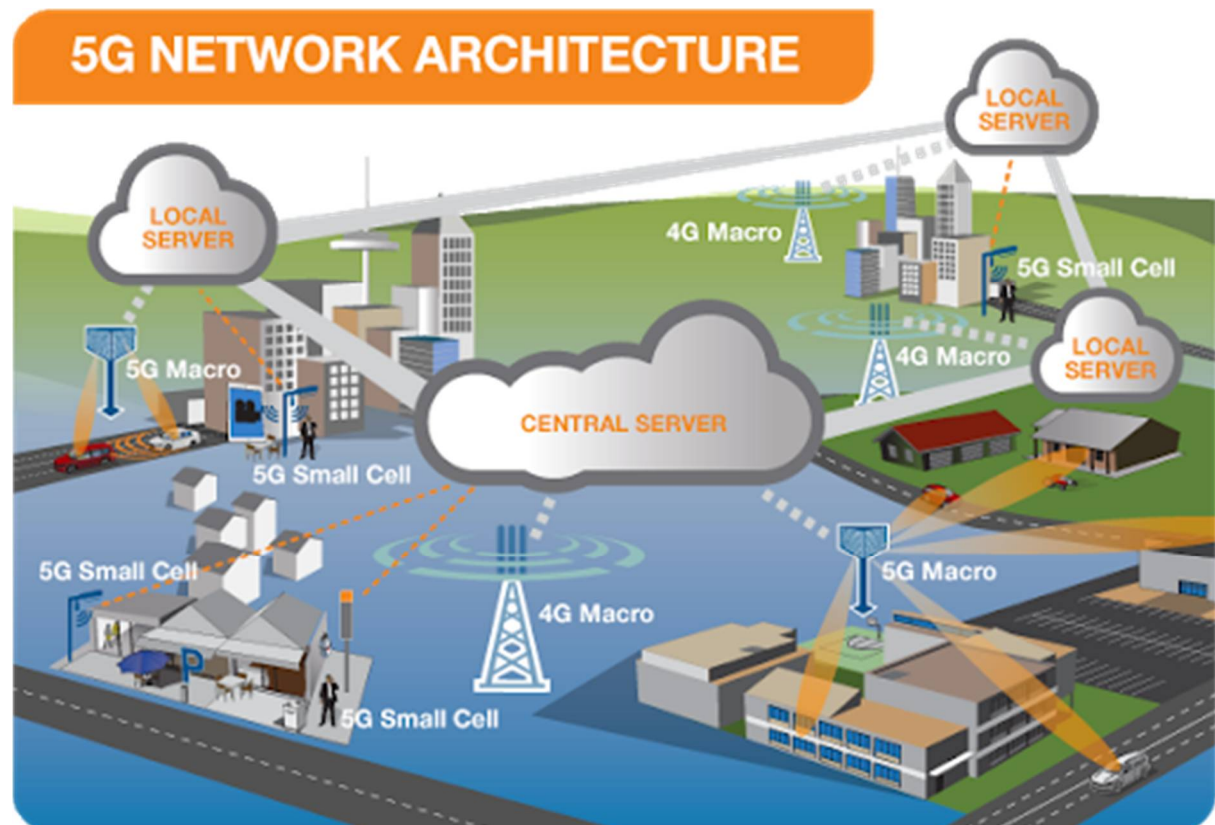 5G NETWORK ARCHITECTURE
LOCAL
SERVER
LOCAL
SERVER
4G Macro
5G Small Cell
4G Macro
LOCAL
SERVER
5G Macro
CENTRAL SERVER
5G Small Cell
5G Small Cell
4G Macro
5G Macro
P
5G Small Cell